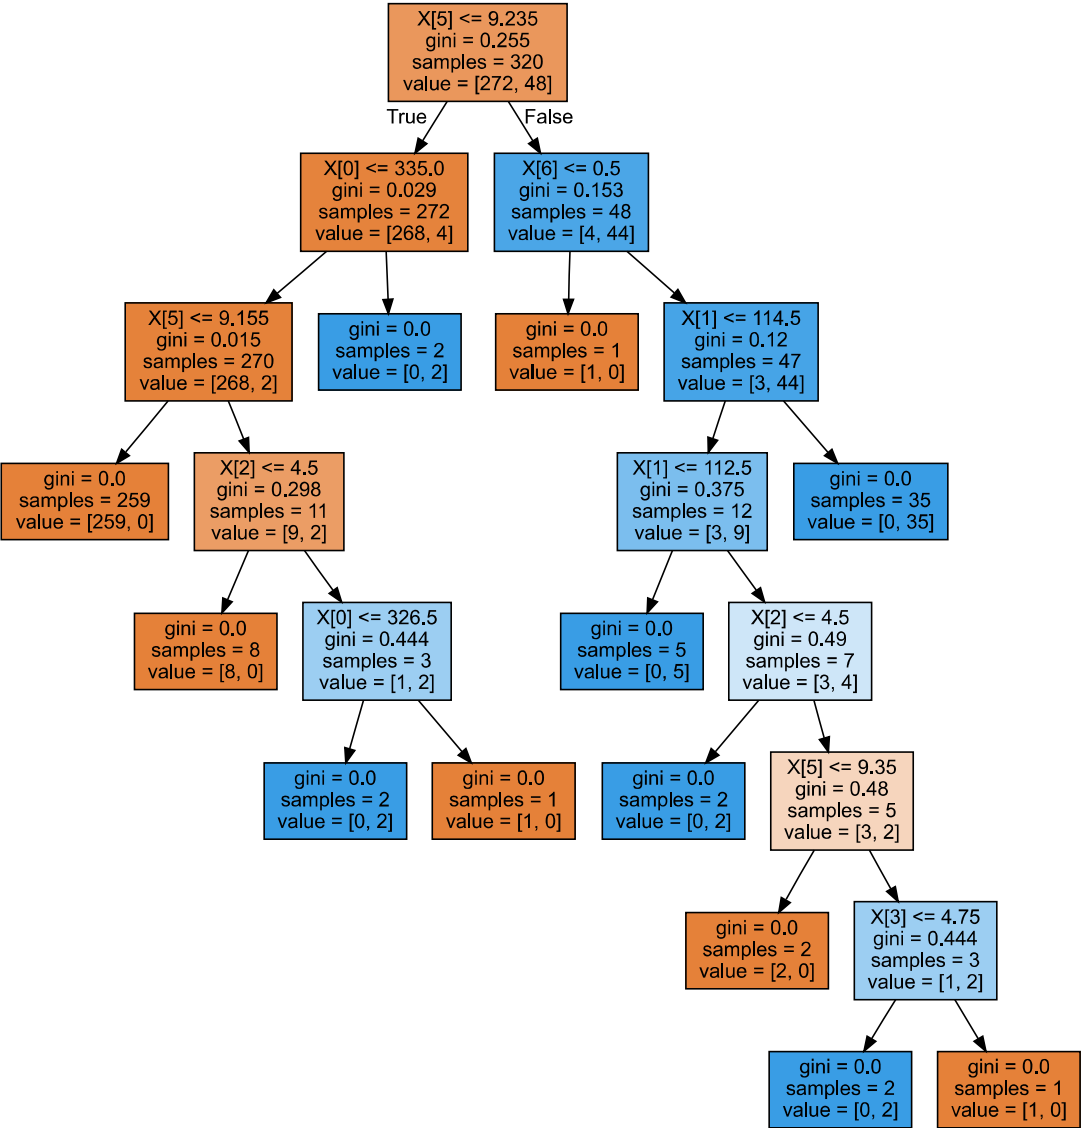 X[5] <= 9.235
gini = 0.255
samples = 320
value = [272, 48]
True
False
X[0] <= 335.0
gini = 0.029
samples = 272
value = [268, 4]
X[6] <= 0.5
gini = 0.153
samples = 48
value = [4, 44]
X[5] <= 9.155
gini = 0.015
samples = 270
value = [268, 2]
gini = 0.0
samples = 2
value = [0, 2]
gini = 0.0
samples = 1
value = [1, 0]
X[1] <= 114.5
gini = 0.12
samples = 47
value = [3, 44]
gini = 0.0
samples = 259
value = [259, 0]
X[2] <= 4.5
gini = 0.298
samples = 11
value = [9, 2]
X[1] <= 112.5
gini = 0.375
samples = 12
value = [3, 9]
gini = 0.0
samples = 35
value = [0, 35]
gini = 0.0
samples = 8
value = [8, 0]
X[0] <= 326.5
gini = 0.444
samples = 3
value = [1, 2]
gini = 0.0
samples = 5
value = [0, 5]
X[2] <= 4.5
gini = 0.49
samples = 7
value = [3, 4]
gini = 0.0
samples = 2
value = [0, 2]
gini = 0.0
samples = 1
value = [1, 0]
gini = 0.0
samples = 2
value = [0, 2]
X[5] <= 9.35
gini = 0.48
samples = 5
value = [3, 2]
gini = 0.0
samples = 2
value = [2, 0]
X[3] <= 4.75
gini = 0.444
samples = 3
value = [1, 2]
gini = 0.0
samples = 2
value = [0, 2]
gini = 0.0
samples = 1
value = [1, 0]